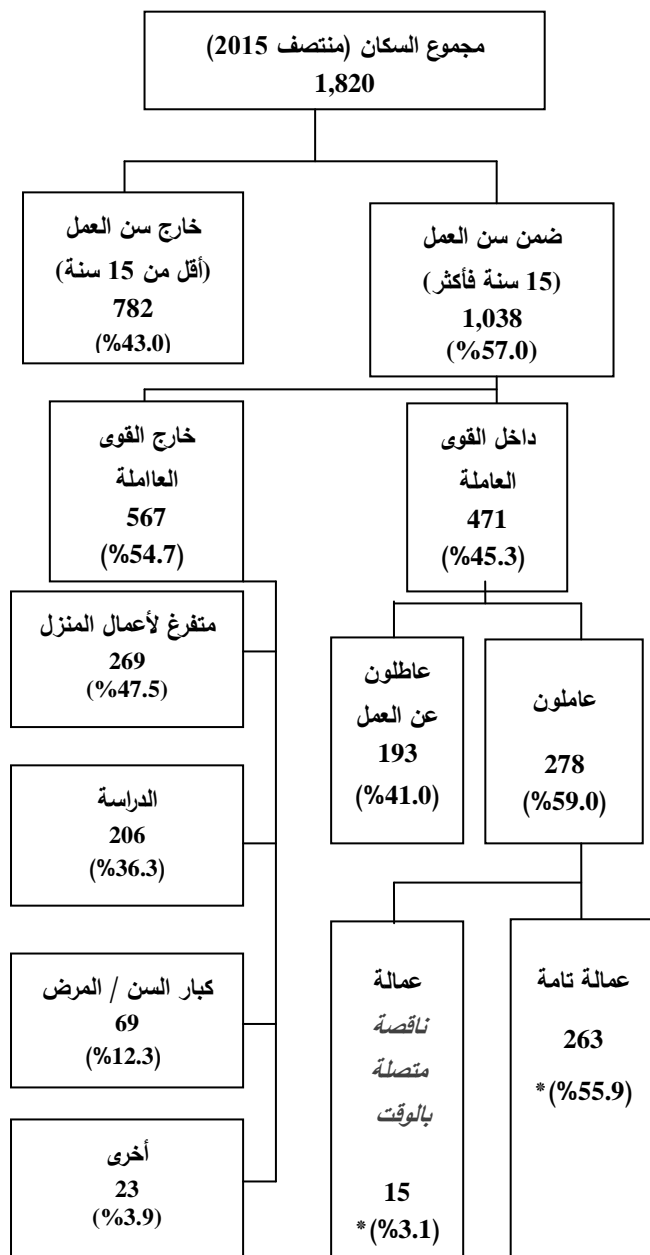 مجموع السكان (منتصف 2015)
1,820
ضمن سن العمل
(15 سنة فأكثر)
1,038
(%57.0)
خارج سن العمل
(أقل من 15 سنة)
782
(%43.0)
داخل القوى
العاملة
471
(%45.3)
خارج القوى
العااملة
567
(%54.7)
عاملون
278
(%59.0)
عاطلون
عن العمل
193
(%41.0)
متفرغ لأعمال المنزل
269
(%47.5)
الدراسة
206
(%36.3)
كبار السن / المرض
69
(%12.3)
أخرى
23
(%3.9)
عمالة تامة
263
*(%55.9)
عمالة
ناقصة
متصلة
بالوقت
15
*(%3.1)